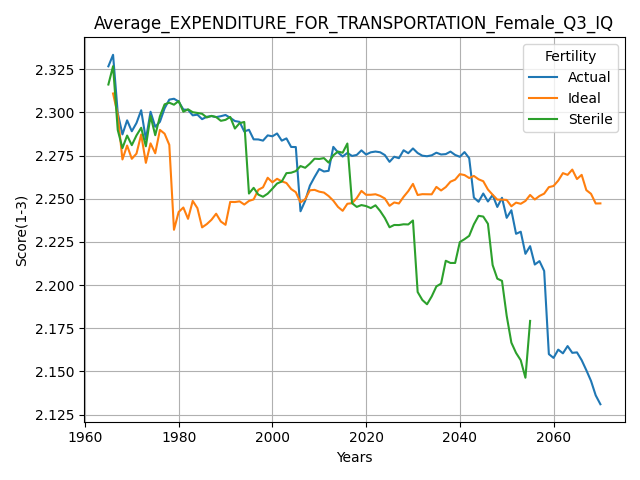 Average_EXPENDITURE_FOR_TRANSPORTATION_Female_Q3_IQ
Fertility
Actual
Ideal
Sterile
Score(1-3)
2.325
2.300
2.275
2.250
2.225
2.200
2.175
2.150
2.125
1960
1980
2000
2020
2040
2060
Years